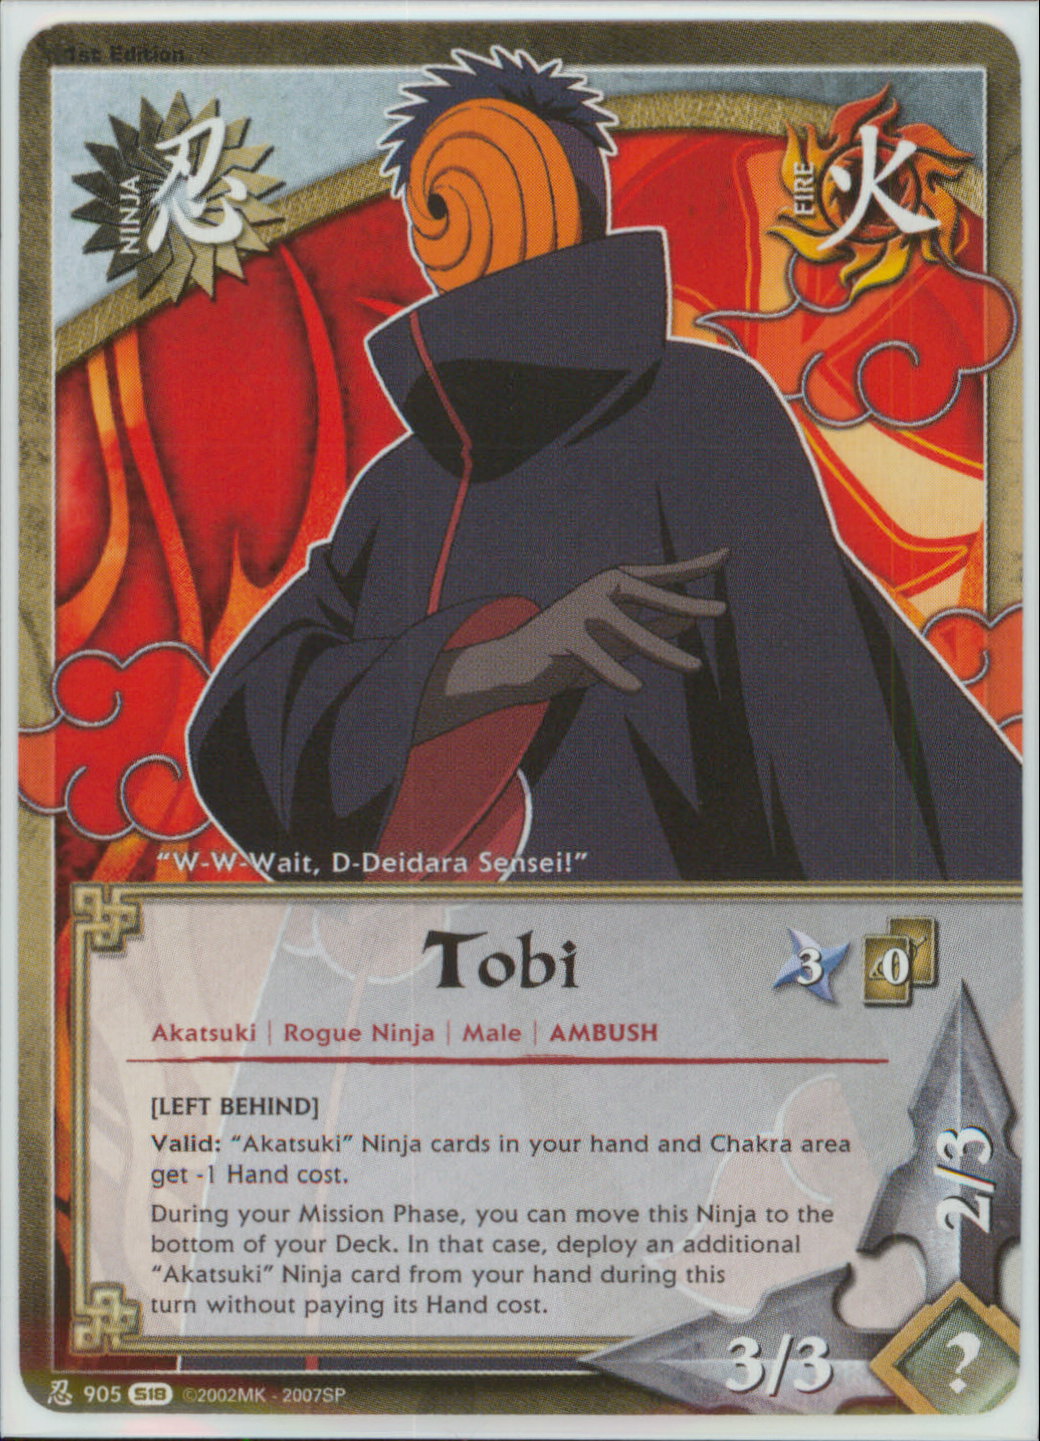 1st Edition
NINJA
忍
FIRE
火
“W-W-Wait, D-Deidara Sensei!”
Tobi
3
0
Akatsuki | Rogue Ninja | Male | AMBUSH
[LEFT BEHIND]
Valid: “Akatsuki” Ninja cards in your hand and Chakra area
get -1 Hand cost.
During your Mission Phase, you can move this Ninja to the
bottom of your Deck. In that case, deploy an additional
“Akatsuki” Ninja card from your hand during this
turn without paying its Hand cost.
2/3
3/3
?
忍 905 S18 ©2002MK - 2007SP